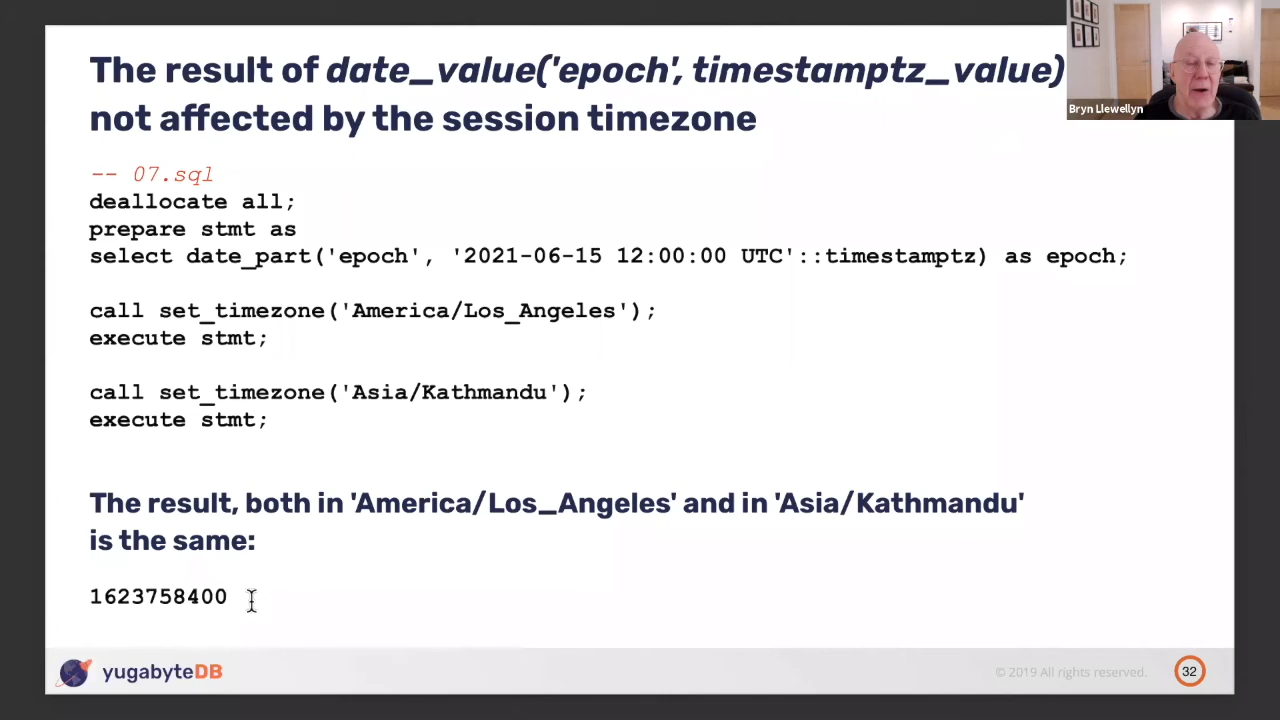 The result of date_value('epoch', timestamptz_value)
not affected by the session timezone
Bryn Llewellyn
-- 07.sql
deallocate all;
prepare stmt as
select date_part('epoch', '2021-06-15 12:00:00 UTC'::timestamptz) as epoch;
call set_timezone('America/Los_Angeles');
execute stmt;
call set_timezone('Asia/Kathmandu');
execute stmt;
The result, both in 'America/Los_Angeles' and in 'Asia/Kathmandu'
is the same:
1623758400
yugabyteDB
© 2019 All rights reserved.
32